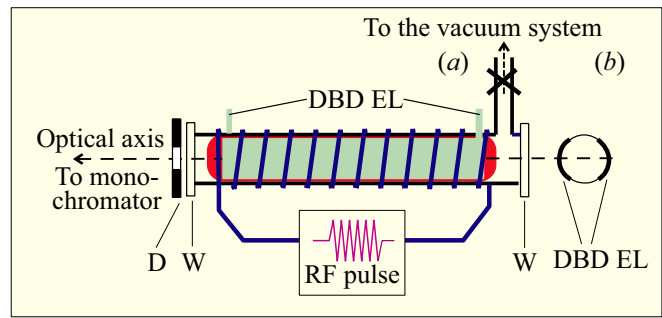 To the vacuum system
(a)
(b)
DBD EL
Optical axis
To mono-
chromator
D
W
RF pulse
W
DBD EL